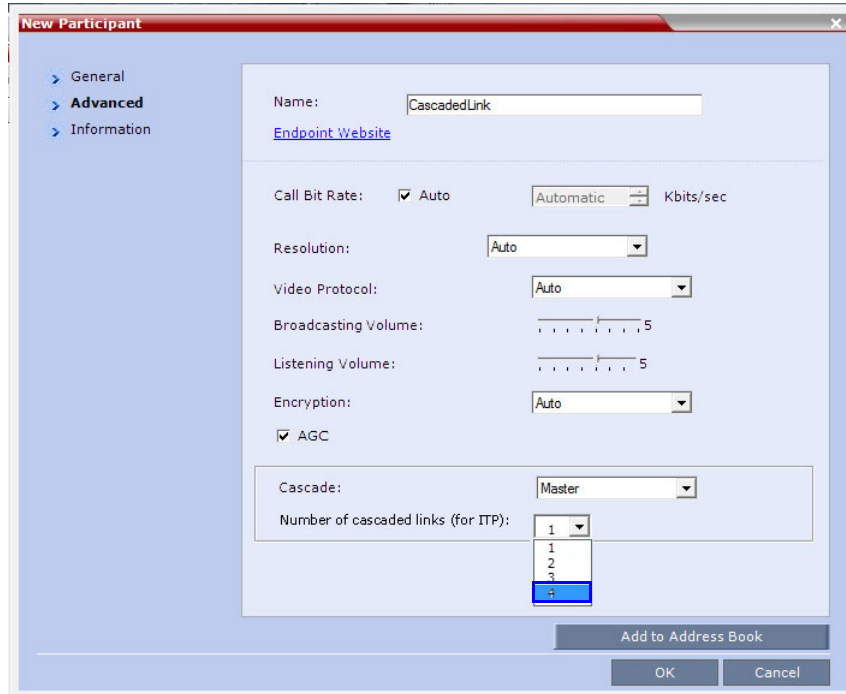 New Participant
General
Advanced
Information
Name: CascadedLink
Endpoint Website
Call Bit Rate: Auto Automatic Kbits/sec
Resolution: Auto
Video Protocol: Auto
Broadcasting Volume: 5
Listening Volume: 5
Encryption: Auto
AGC
Cascade: Master
Number of cascaded links (for ITP): 1
1
2
3
4
Add to Address Book
OK Cancel